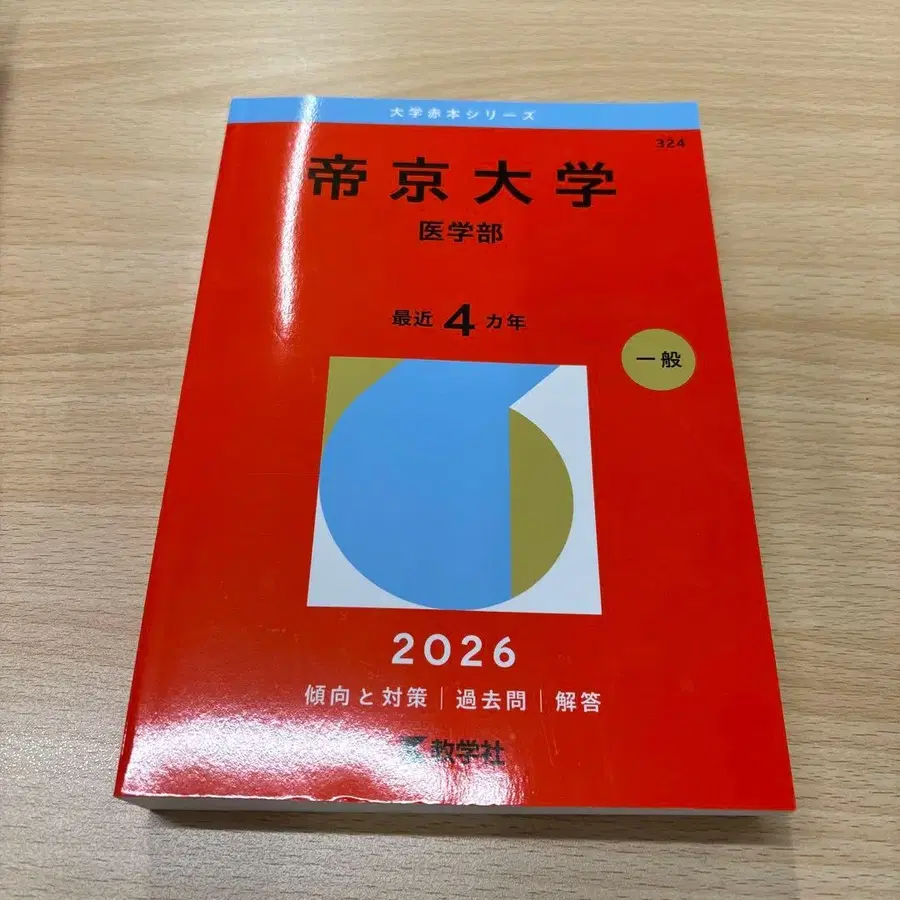 大学赤本シリーズ
324
帝京大学
医学部
最近4カ年
一般
2026
傾向と対策|過去問|解答
教学社